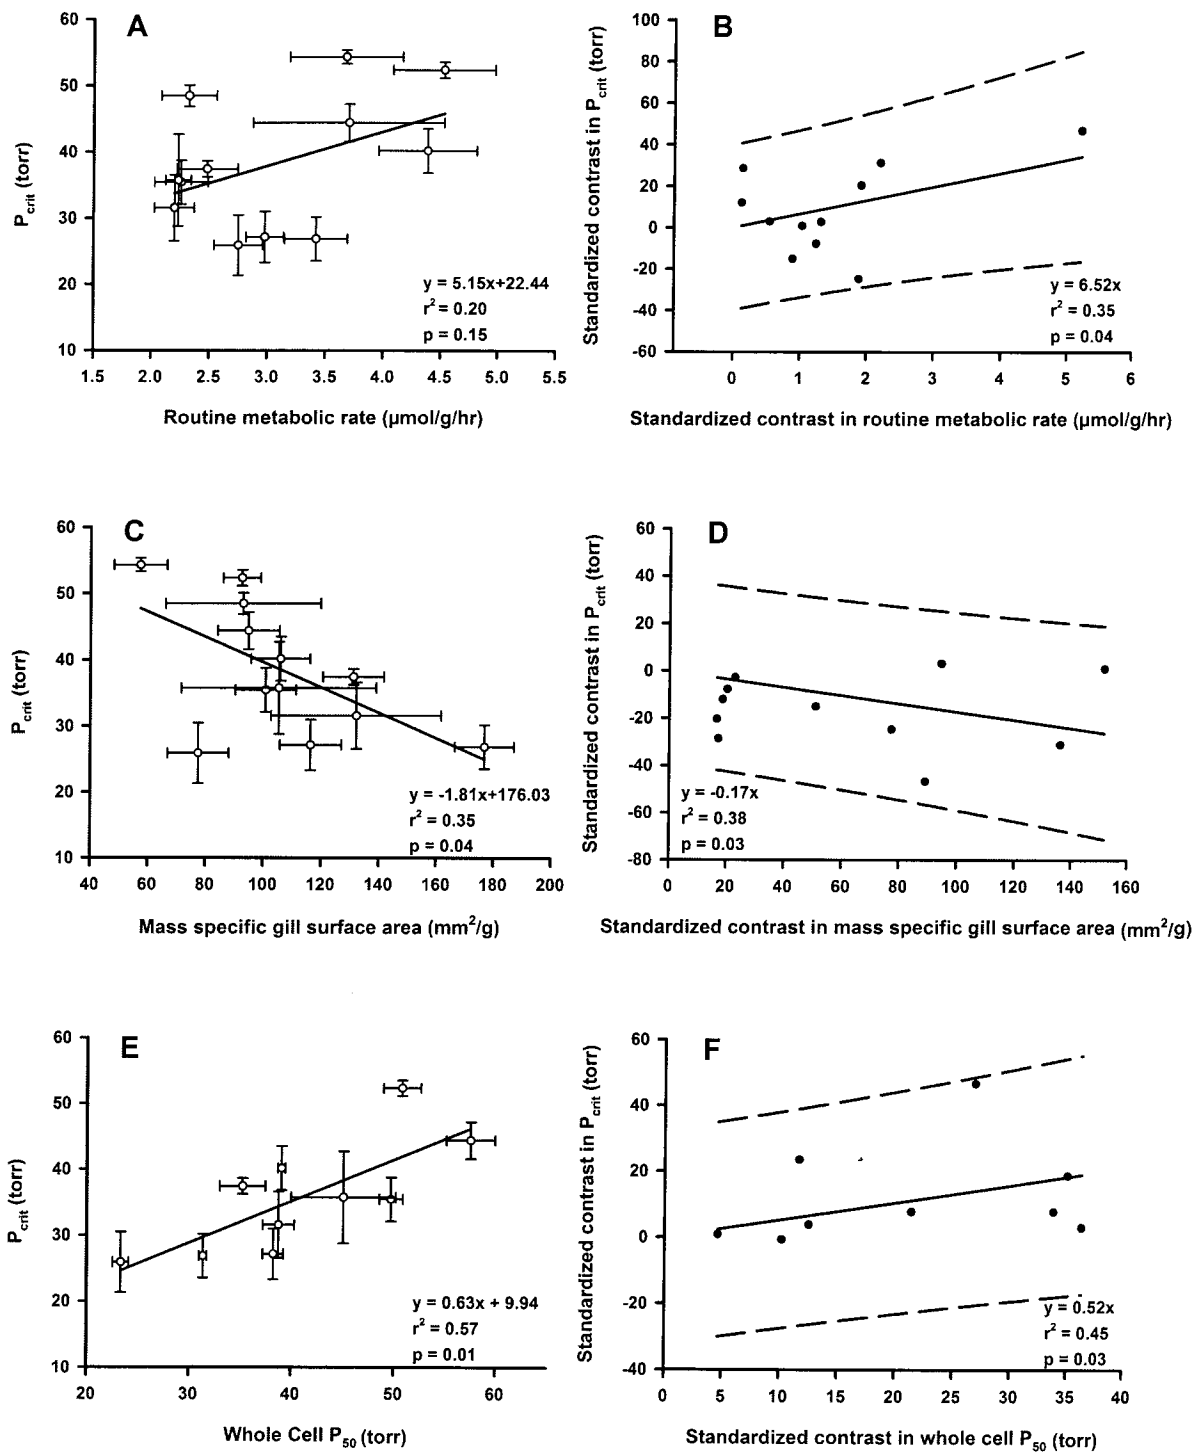 A
60
50
40
30
20
10
P_crit (torr)
y = 5.15x+22.44
r² = 0.20
p = 0.15
1.5 2.0 2.5 3.0 3.5 4.0 4.5 5.0 5.5
Routine metabolic rate (µmol/g/hr)
B
100
80
60
40
20
0
-20
-40
-60
Standardized contrast in P_crit (torr)
y = 6.52x
r² = 0.35
p = 0.04
0 1 2 3 4 5 6
Standardized contrast in routine metabolic rate (µmol/g/hr)
C
60
50
40
30
20
10
P_crit (torr)
y = -1.81x+176.03
r² = 0.35
p = 0.04
40 60 80 100 120 140 160 180 200
Mass specific gill surface area (mm²/g)
D
60
40
20
0
-20
-40
-60
-80
Standardized contrast in P_crit (torr)
y = -0.17x
r² = 0.38
p = 0.03
0 20 40 60 80 100 120 140 160
Standardized contrast in mass specific gill surface area (mm²/g)
E
60
50
40
30
20
10
P_crit (torr)
y = 0.63x + 9.94
r² = 0.57
p = 0.01
20 30 40 50 60
Whole Cell P₅₀ (torr)
F
60
40
20
0
-20
-40
Standardized contrast in P_crit (torr)
y = 0.52x
r² = 0.45
p = 0.03
0 5 10 15 20 25 30 35 40
Standardized contrast in whole cell P₅₀ (torr)